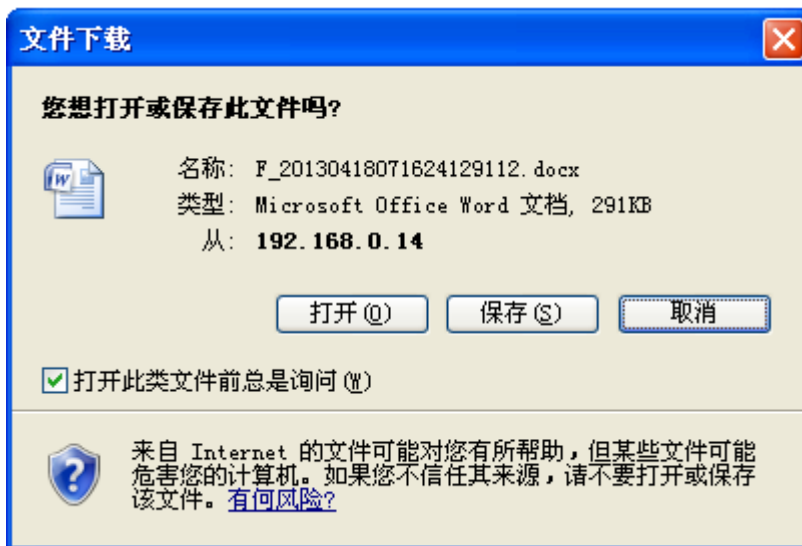 文件下载
您想打开或保存此文件吗?
名称: F_20130418071624129112.docx
类型: Microsoft Office Word 文档, 291KB
从: 192.168.0.14
打开(O) 保存(S) 取消
打开此类文件前总是询问(W)
来自 Internet 的文件可能对您有所帮助，但某些文件可能
危害您的计算机。如果您不信任其来源，请不要打开或保存
该文件。有何风险?